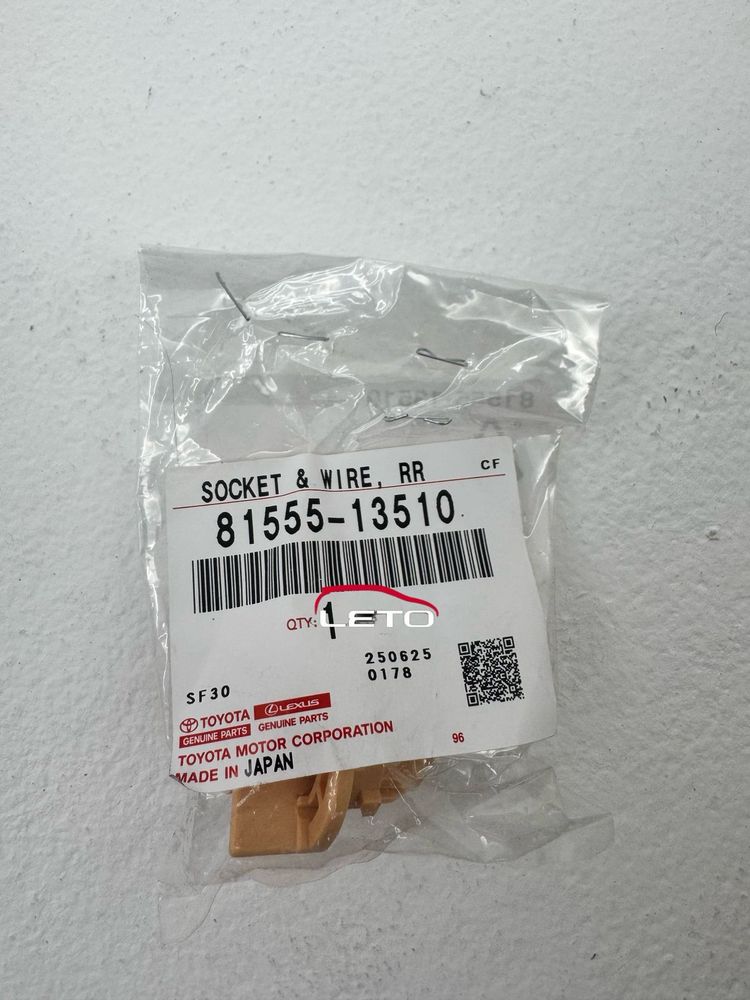 SOCKET & WIRE, RR CF
81555-13510
QTY: 1
LETO
250625
0178
SF30
TOYOTA LEXUS
GENUINE PARTS GENUINE PARTS
TOYOTA MOTOR CORPORATION 96
MADE IN JAPAN